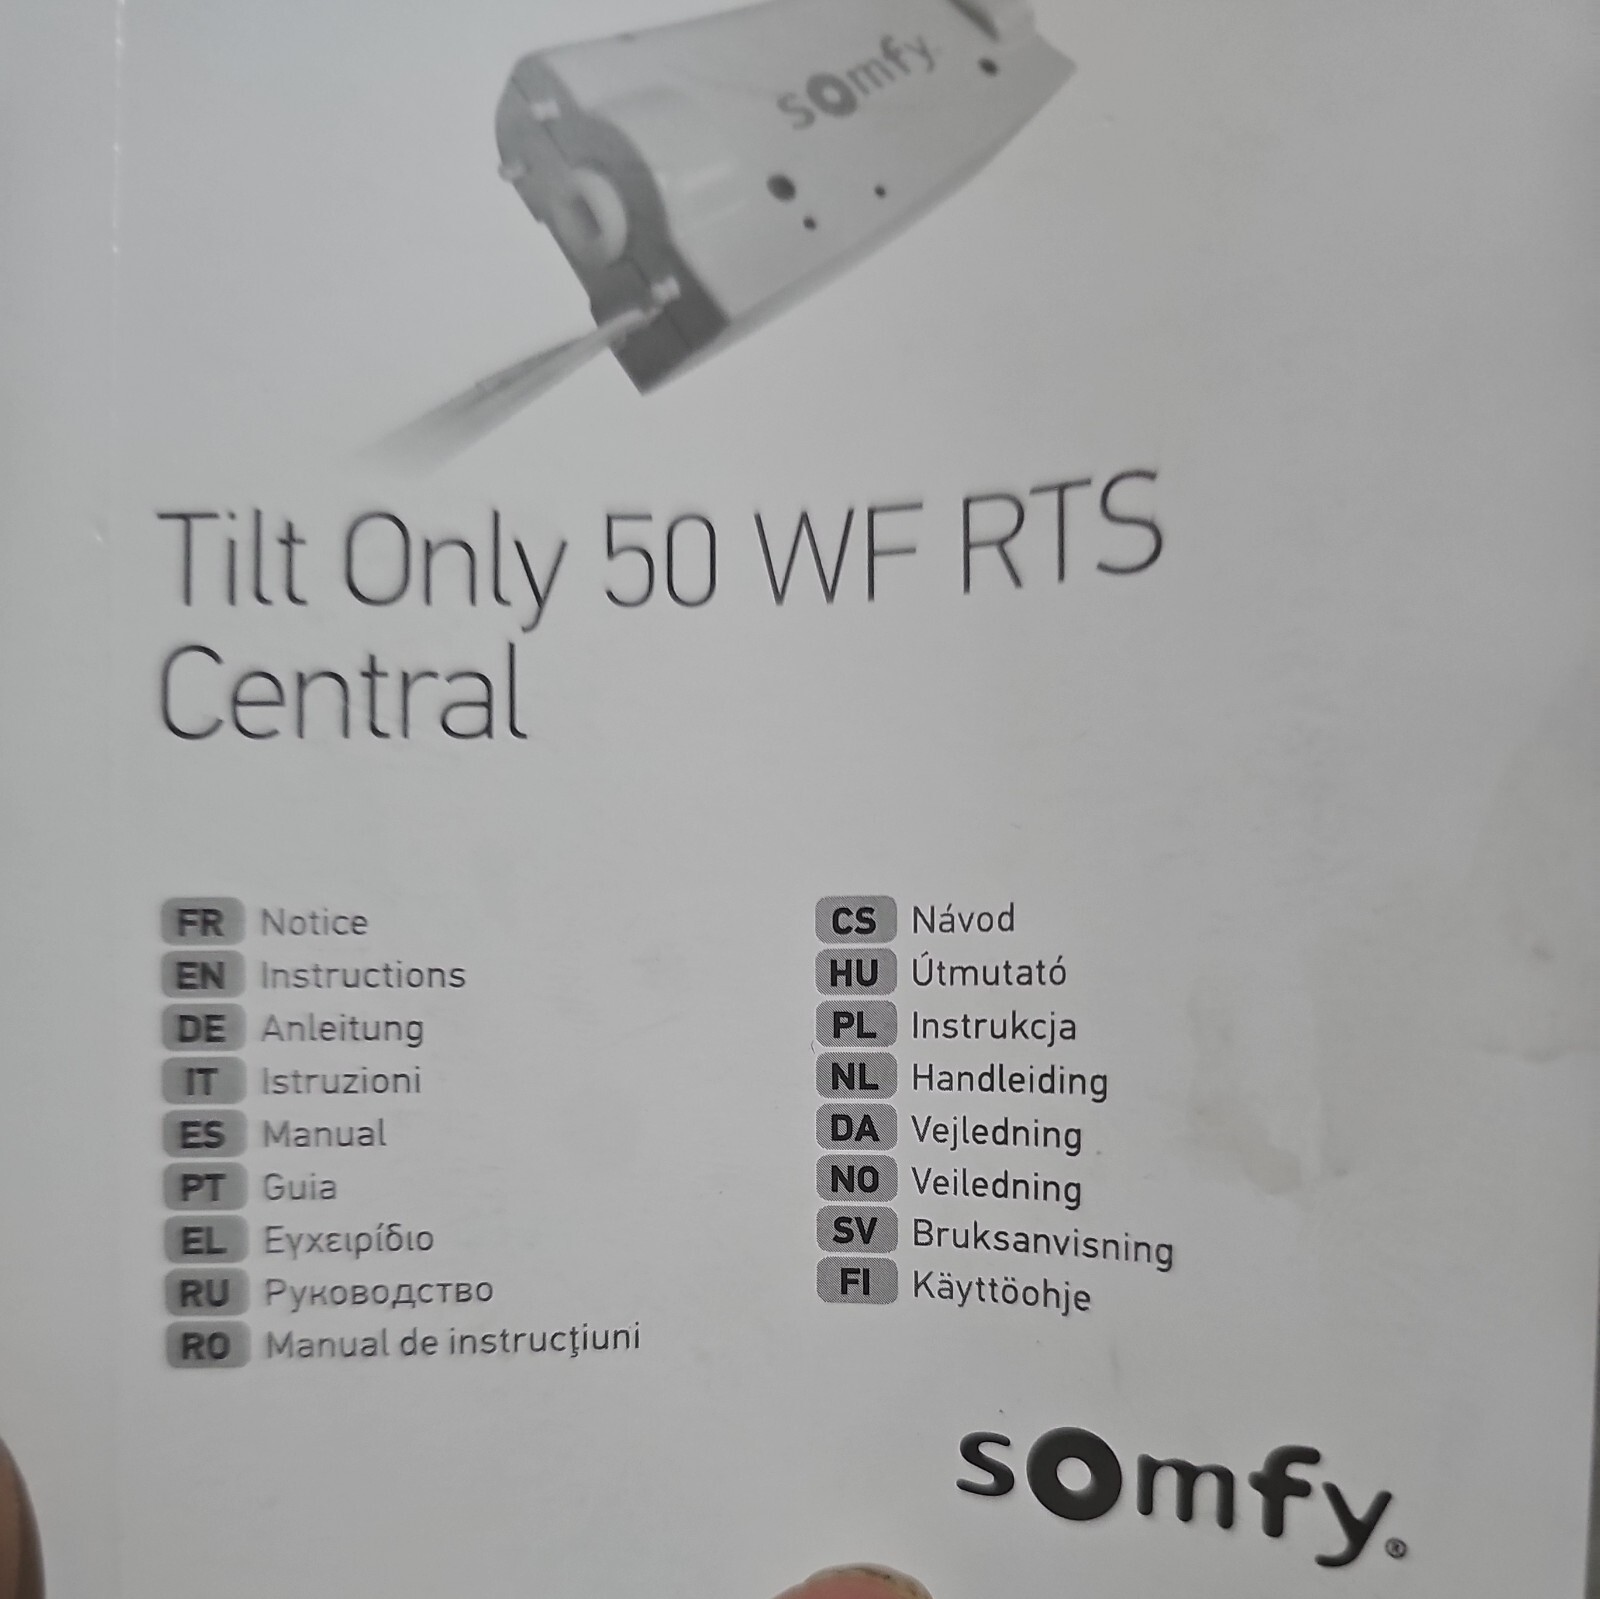 somfy
Tilt Only 50 WF RTS
Central
FR Notice
EN Instructions
DE Anleitung
IT Istruzioni
ES Manual
PT Guia
EL Εγχειρίδιο
RU Руководство
RO Manual de instrucţiuni
CS Návod
HU Útmutató
PL Instrukcja
NL Handleiding
DA Vejledning
NO Veiledning
SV Bruksanvisning
FI Käyttöohje
somfy®